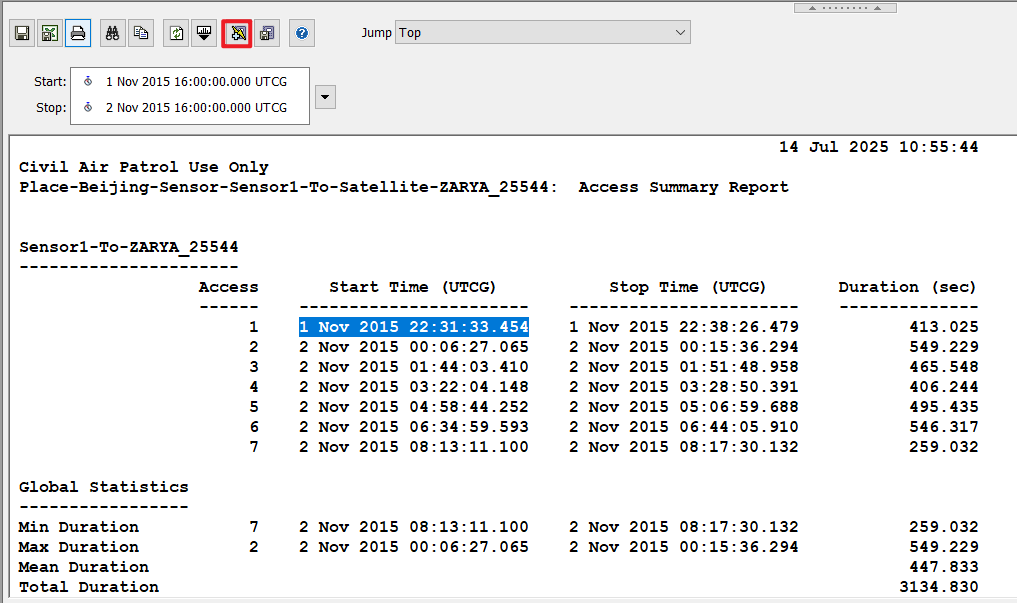 Jump Top
Start: 1 Nov 2015 16:00:00.000 UTCG
Stop: 2 Nov 2015 16:00:00.000 UTCG
14 Jul 2025 10:55:44
Civil Air Patrol Use Only
Place-Beijing-Sensor-Sensor1-To-Satellite-ZARYA_25544:  Access Summary Report
Sensor1-To-ZARYA_25544
----------------------
Access    Start Time (UTCG)    Stop Time (UTCG)    Duration (sec)
------    -----------------------    -----------------------    --------------
1    1 Nov 2015 22:31:33.454    1 Nov 2015 22:38:26.479    413.025
2    2 Nov 2015 00:06:27.065    2 Nov 2015 00:15:36.294    549.229
3    2 Nov 2015 01:44:03.410    2 Nov 2015 01:51:48.958    465.548
4    2 Nov 2015 03:22:04.148    2 Nov 2015 03:28:50.391    406.244
5    2 Nov 2015 04:58:44.252    2 Nov 2015 05:06:59.688    495.435
6    2 Nov 2015 06:34:59.593    2 Nov 2015 06:44:05.910    546.317
7    2 Nov 2015 08:13:11.100    2 Nov 2015 08:17:30.132    259.032
Global Statistics
-----------------
Min Duration    7    2 Nov 2015 08:13:11.100    2 Nov 2015 08:17:30.132    259.032
Max Duration    2    2 Nov 2015 00:06:27.065    2 Nov 2015 00:15:36.294    549.229
Mean Duration    447.833
Total Duration    3134.830